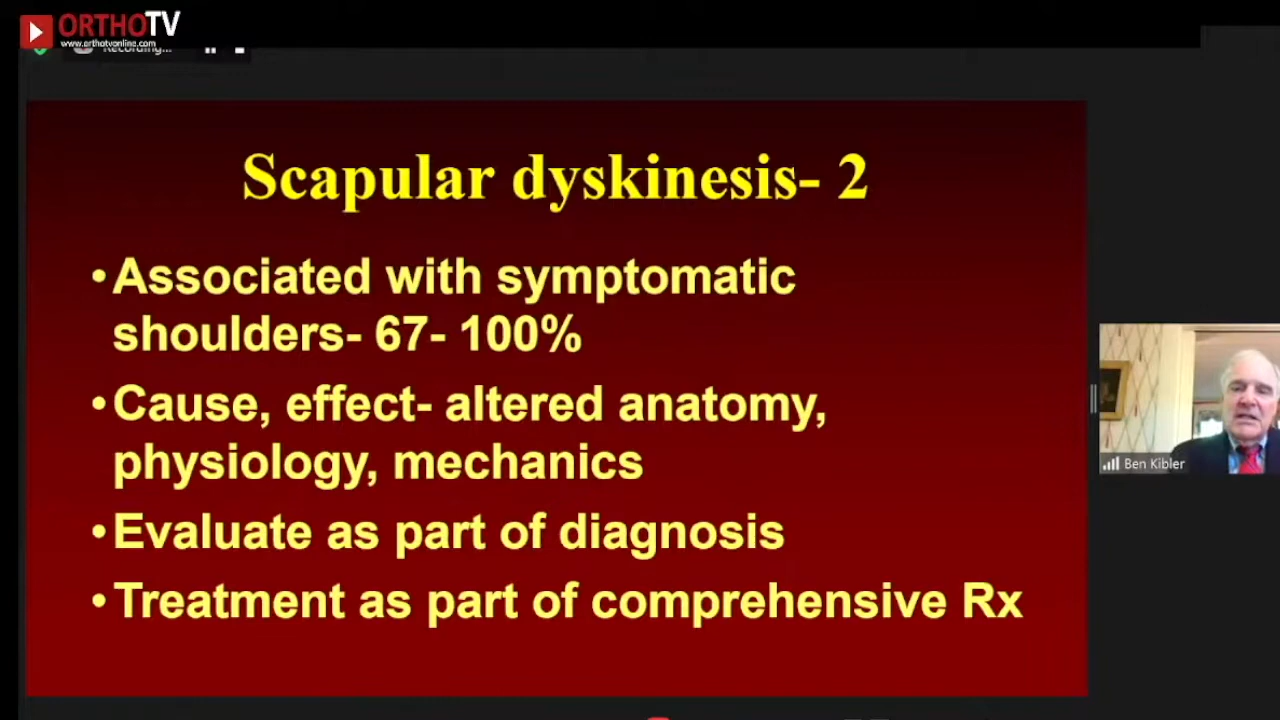 ORTHOTV
www.orthotvonline.com
Recording...
Scapular dyskinesis- 2
•Associated with symptomatic
shoulders- 67- 100%
•Cause, effect- altered anatomy,
physiology, mechanics
•Evaluate as part of diagnosis
•Treatment as part of comprehensive Rx
Ben Kibler